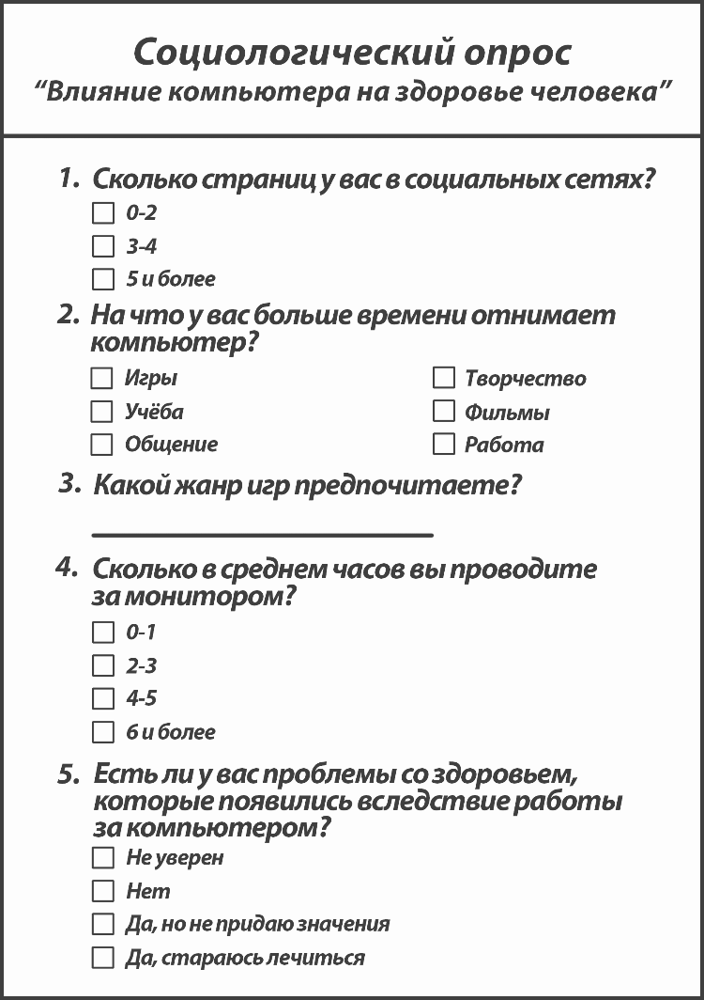 Социологический опрос
“Влияние компьютера на здоровье человека”
1. Сколько страниц у вас в социальных сетях?
0-2
3-4
5 и более
2. На что у вас больше времени отнимает
компьютер?
Игры
Учёба
Общение
Творчество
Фильмы
Работа
3. Какой жанр игр предпочитаете?
4. Сколько в среднем часов вы проводите
за монитором?
0-1
2-3
4-5
6 и более
5. Есть ли у вас проблемы со здоровьем,
которые появились вследствие работы
за компьютером?
Не уверен
Нет
Да, но не придаю значения
Да, стараюсь лечиться